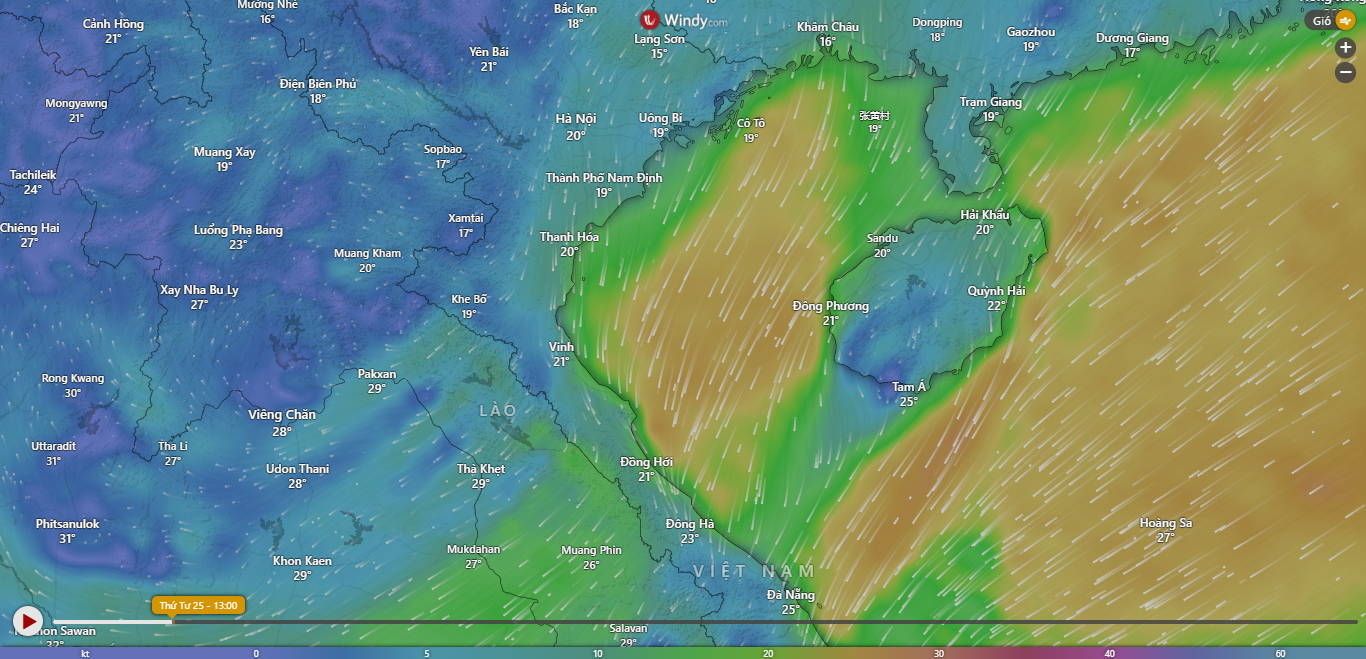 Mường Nhé
16°
Bắc Kan
18°
Windy.com
Cảnh Hồng
21°
Yên Bái
21°
Lạng Sơn
15°
Khâm Châu
16°
Dongping
18°
Gaozhou
19°
Dương Giang
17°
Gió
+
−
Điện Biên Phủ
18°
Mongyawng
21°
Hà Nội
20°
Uông Bí
19°
Cô Tô
19°
张黄村
19°
Trạm Giang
19°
Muang Xay
19°
Sopbao
17°
Tachileik
24°
Thành Phố Nam Định
19°
Chiêng Hai
27°
Luổng Phạ Bang
23°
Xamtai
17°
Thanh Hóa
20°
Sandu
20°
Hải Khẩu
20°
Muang Kham
20°
Xay Nha Bu Ly
27°
Khe Bố
19°
Đông Phương
21°
Quỳnh Hải
22°
Vinh
21°
Rong Kwang
30°
Pakxan
29°
Tam Á
25°
Viêng Chăn
28°
LÀO
Uttaradit
31°
Tha Li
27°
Udon Thani
28°
Thà Khẹt
29°
Đồng Hới
21°
Phitsanulok
31°
Đông Hà
23°
Hoàng Sa
27°
Khon Kaen
29°
Mukdahan
27°
Muang Phin
26°
VIỆT NAM
Đà Nẵng
25°
Thứ Tư 25 - 13:00
Sawan
32°
Salavan
29°
kt 0 5 10 20 30 40 60